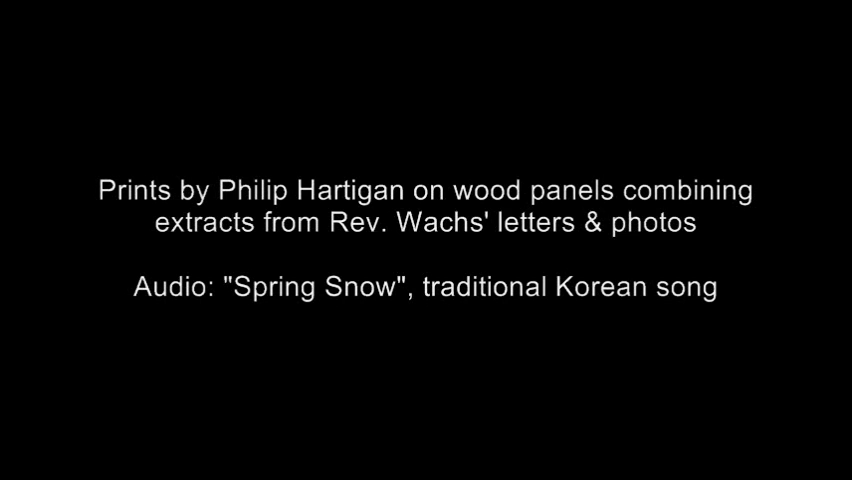 Prints by Philip Hartigan on wood panels combining
extracts from Rev. Wachs' letters & photos
Audio: "Spring Snow", traditional Korean song